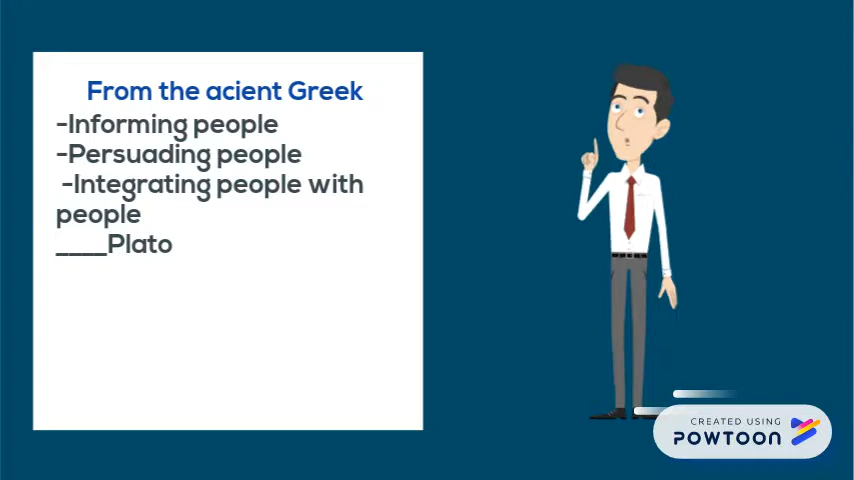 From the acient Greek
-Informing people
-Persuading people
-Integrating people with
people
____Plato
CREATED USING
POWTOON